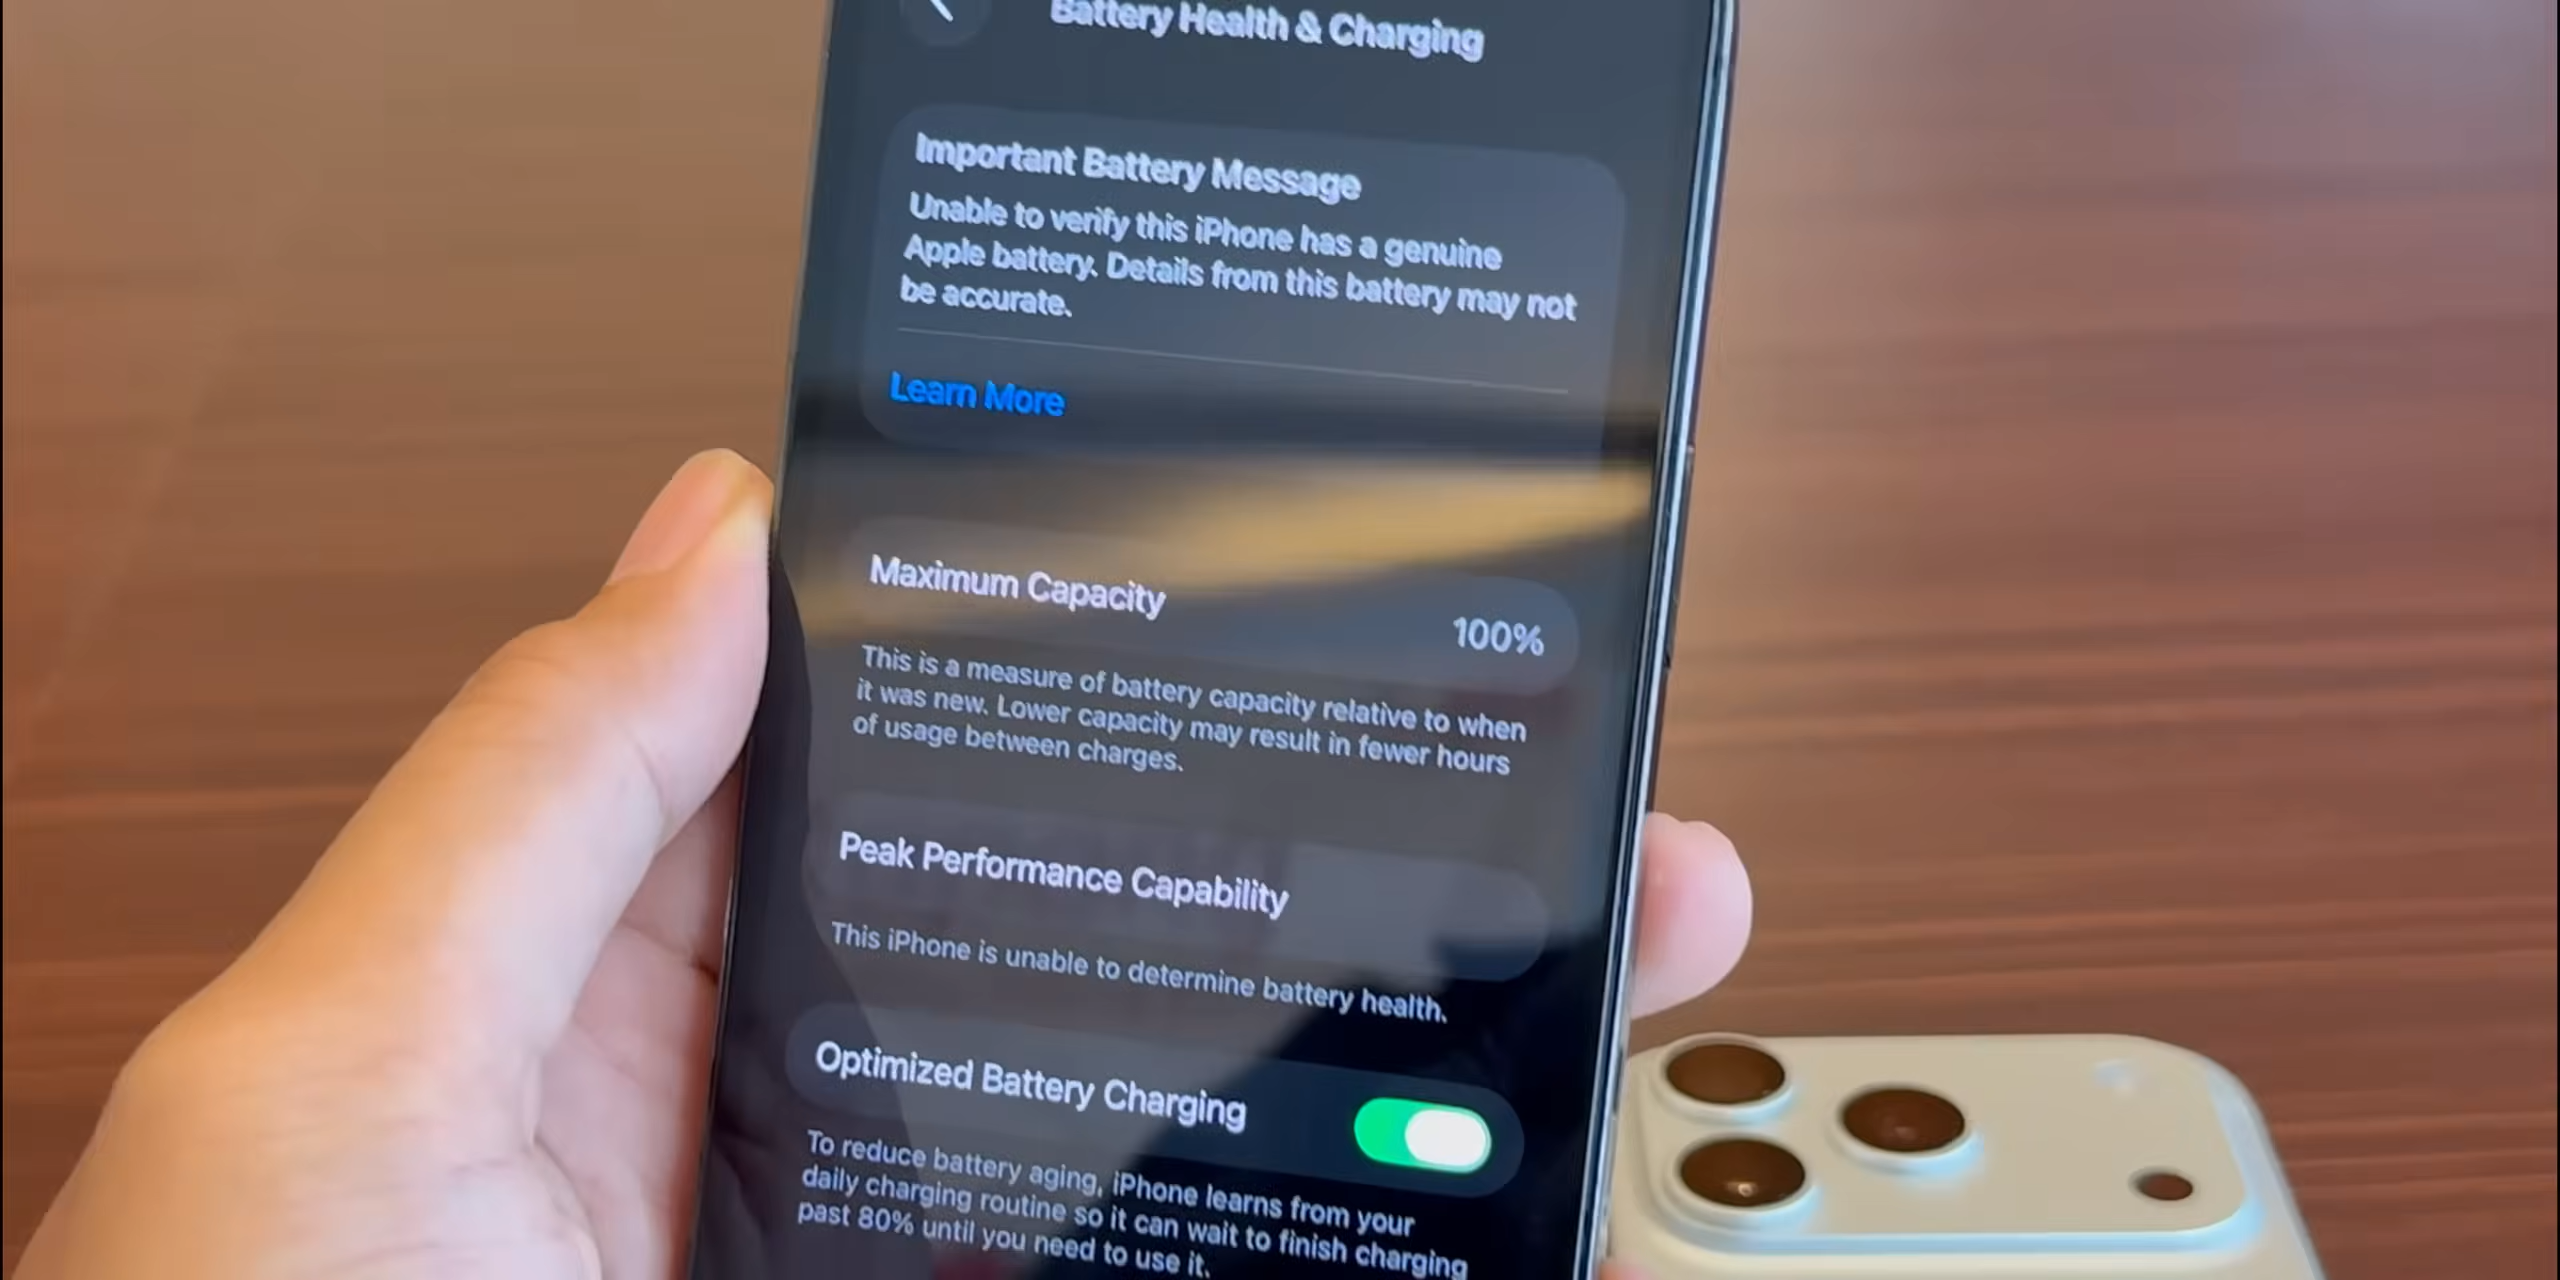 Battery Health & Charging
Important Battery Message
Unable to verify this iPhone has a genuine
Apple battery. Details from this battery may not
be accurate.
Learn More
Maximum Capacity
100%
This is a measure of battery capacity relative to when
it was new. Lower capacity may result in fewer hours
of usage between charges.
Peak Performance Capability
This iPhone is unable to determine battery health.
Optimized Battery Charging
To reduce battery aging, iPhone learns from your
daily charging routine so it can wait to finish charging
past 80% until you need to use it.